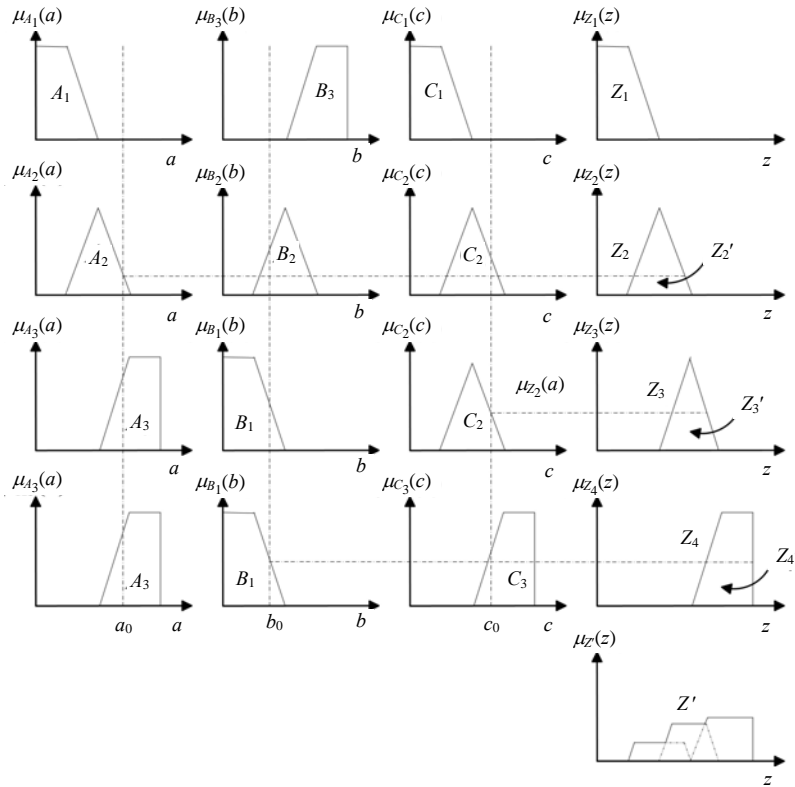 μA1(a) μB3(b) μC1(c) μZ1(z)
A1 B3 C1 Z1
a b c z
μA2(a) μB2(b) μC2(c) μZ2(z)
A2 B2 C2 Z2 Z2′
a b c z
μA3(a) μB1(b) μC2(c) μZ3(z)
μZ2(a)
A3 B1 C2 Z3 Z3′
a b c z
μA3(a) μB1(b) μC3(c) μZ4(z)
A3 B1 C3 Z4 Z4
a0 a b0 b c0 c z
μZ′(z)
Z′
z